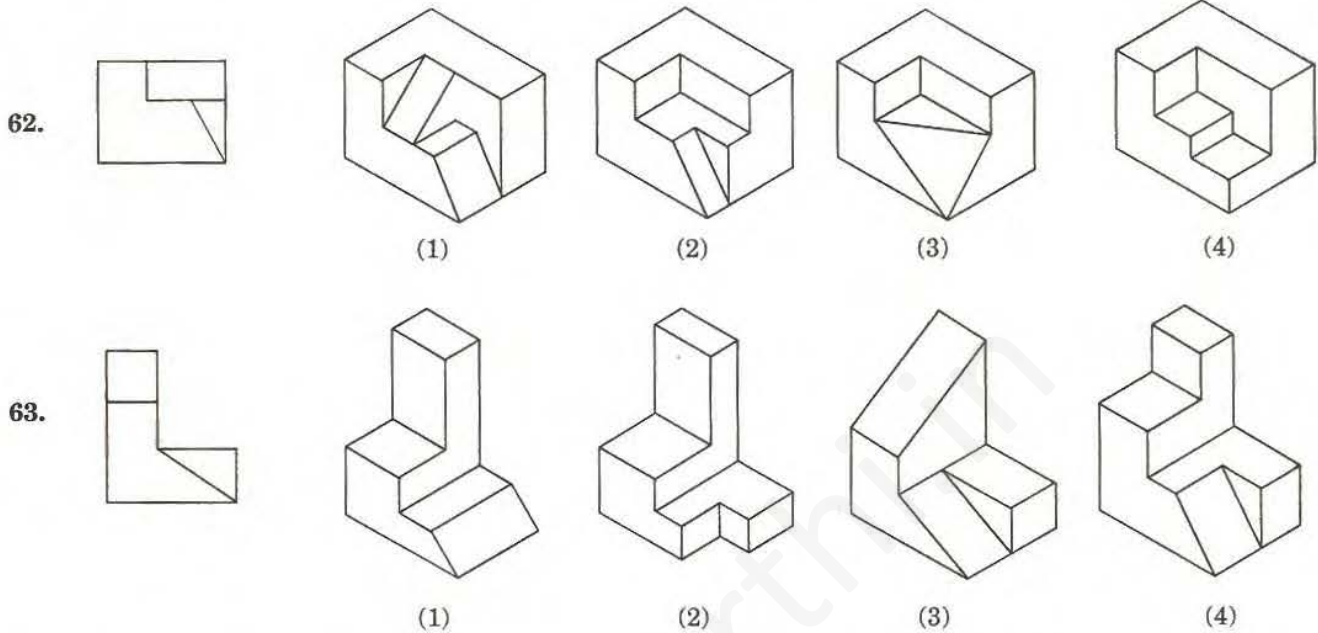 62.
(1) (2) (3) (4)
63.
(1) (2) (3) (4)